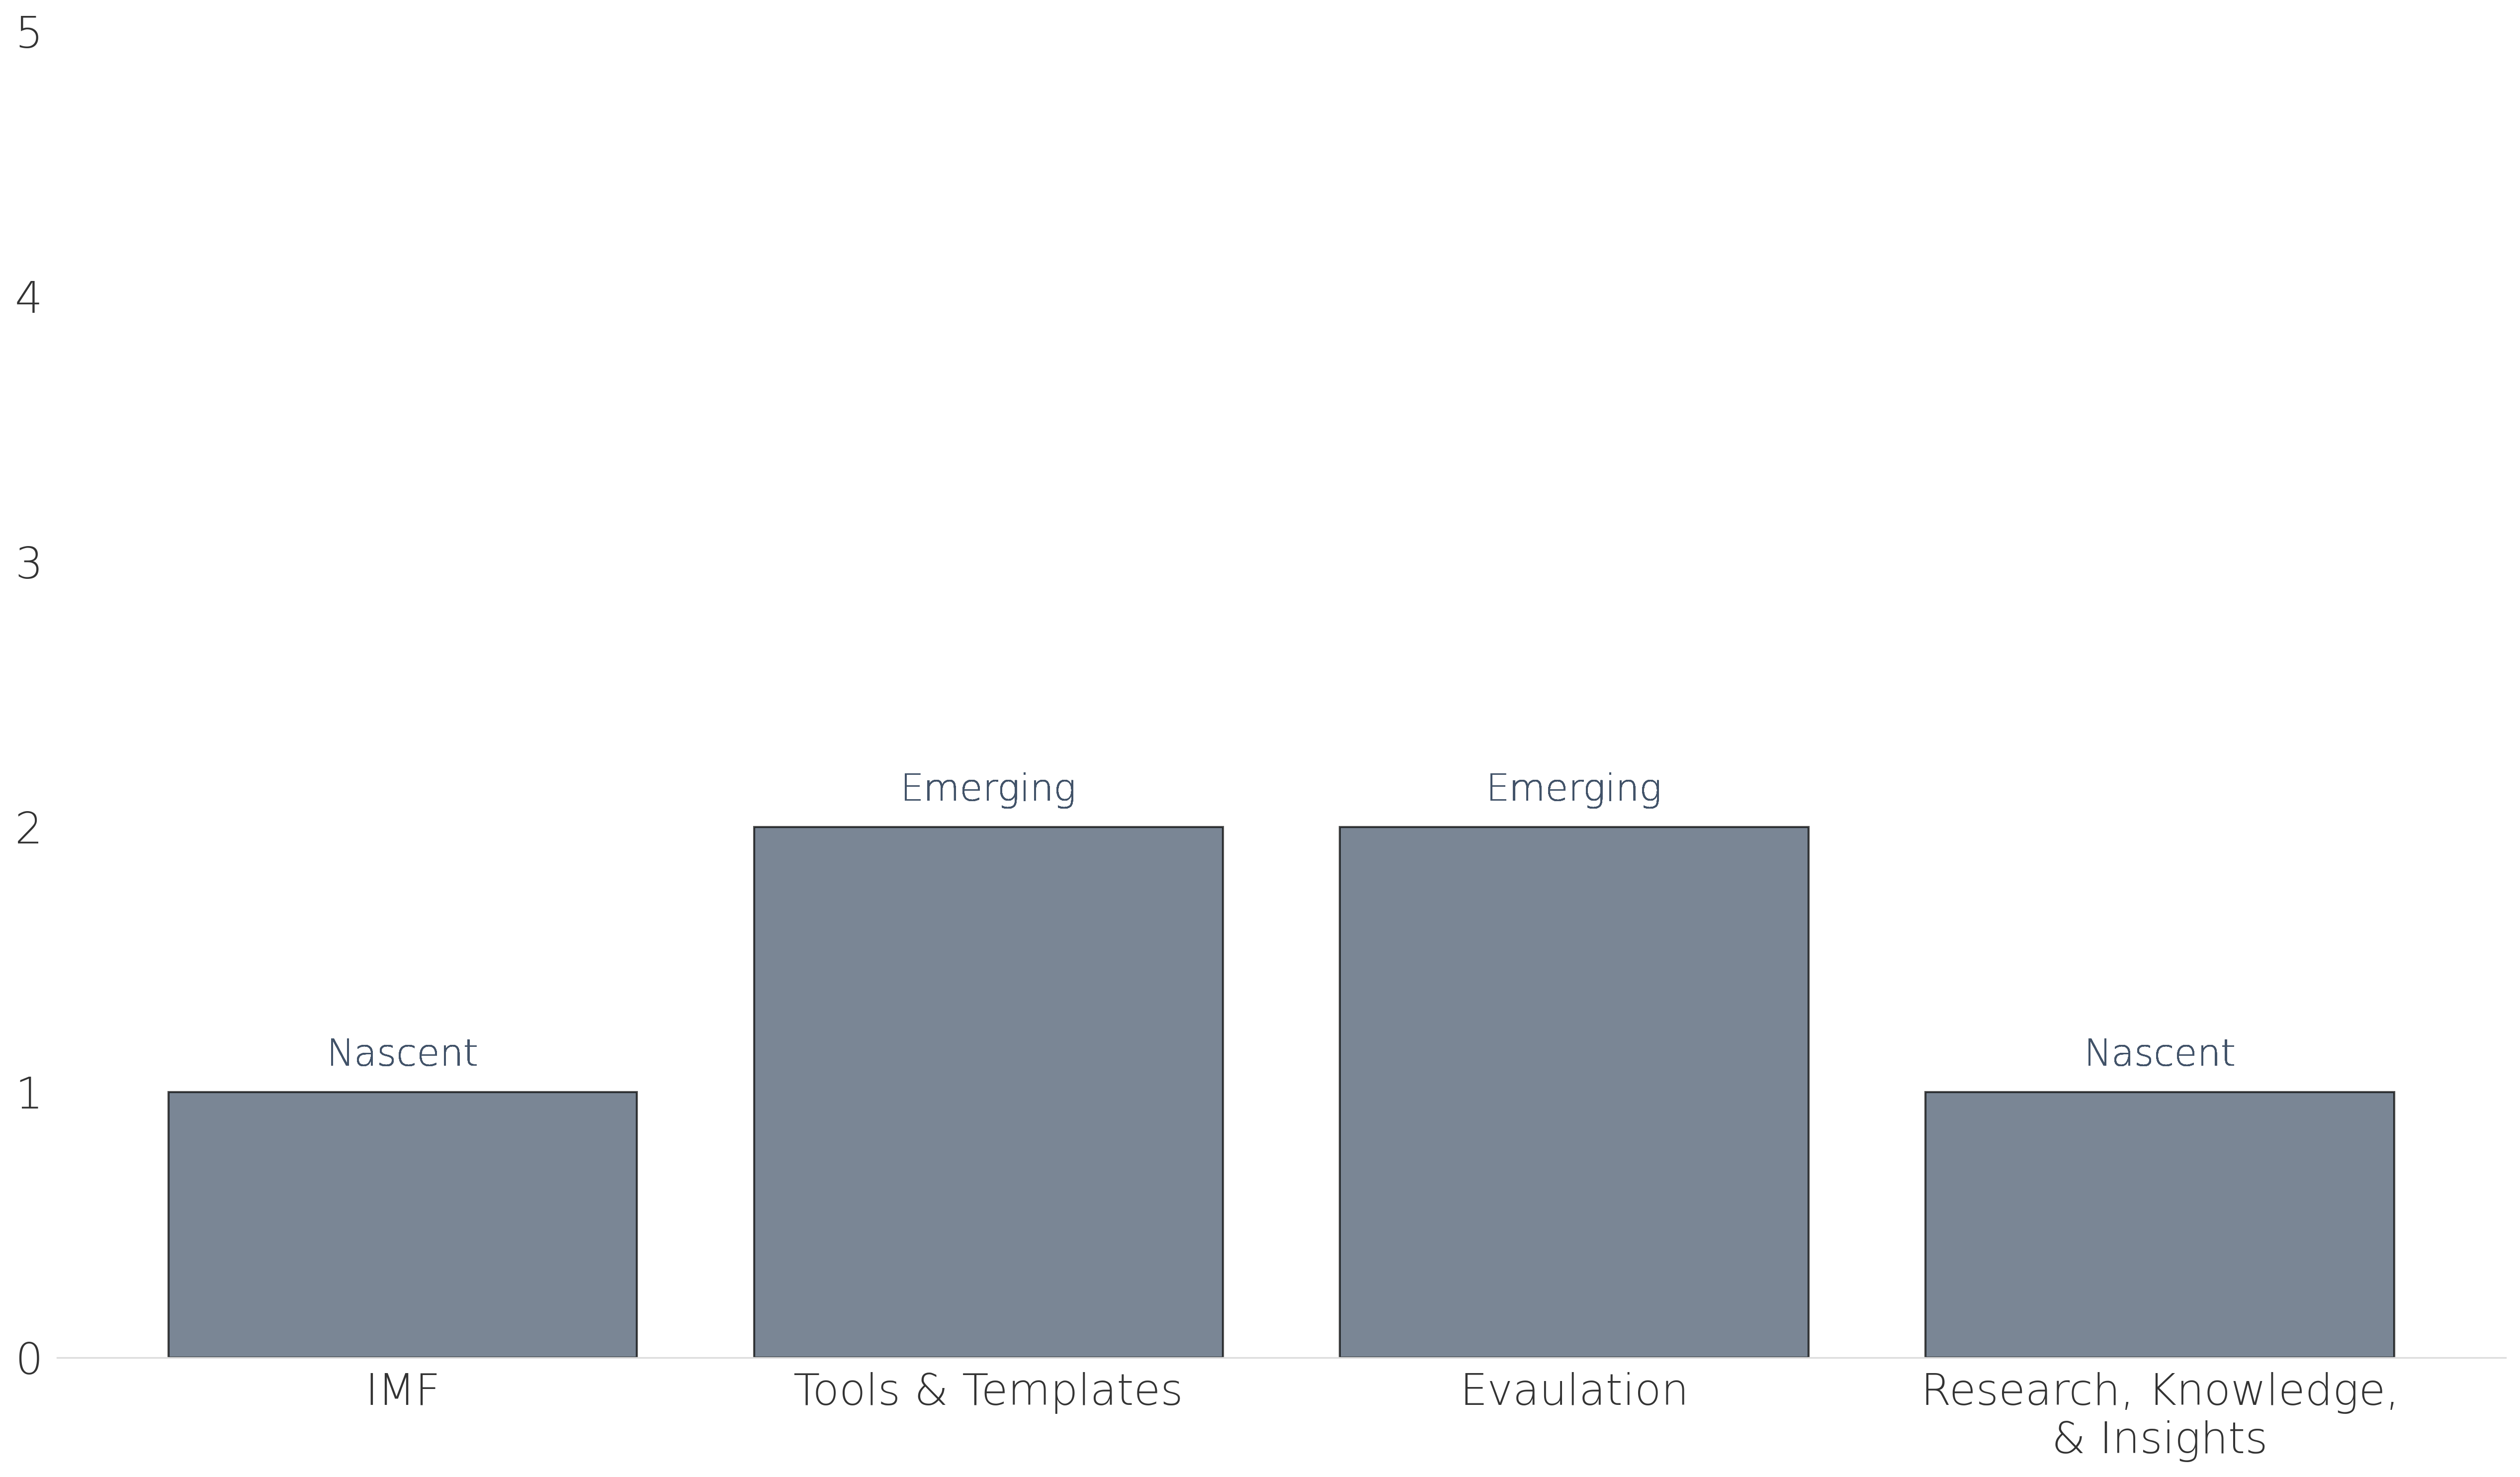 5
4
3
2
1
0
Nascent
Emerging
Emerging
Nascent
IMF
Tools & Templates
Evaulation
Research, Knowledge,
& Insights